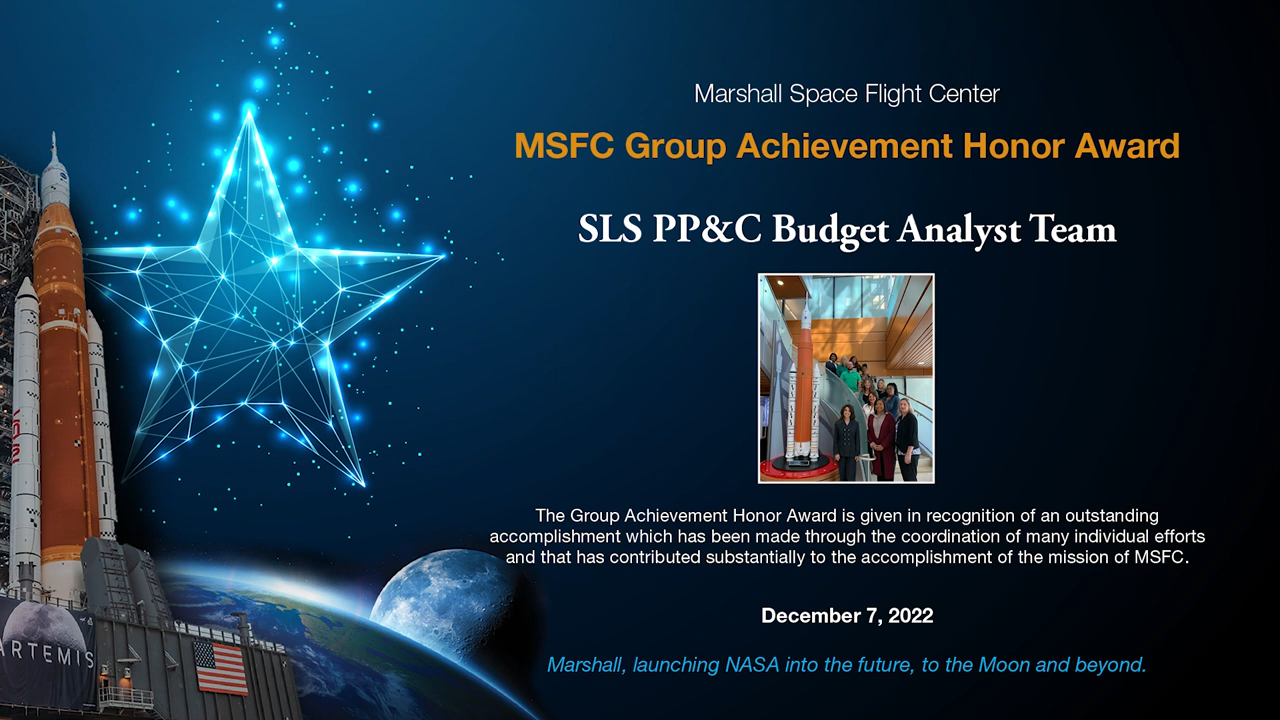 Marshall Space Flight Center
MSFC Group Achievement Honor Award
SLS PP&C Budget Analyst Team
The Group Achievement Honor Award is given in recognition of an outstanding
accomplishment which has been made through the coordination of many individual efforts
and that has contributed substantially to the accomplishment of the mission of MSFC.
December 7, 2022
Marshall, launching NASA into the future, to the Moon and beyond.
NASA
ARTEMIS